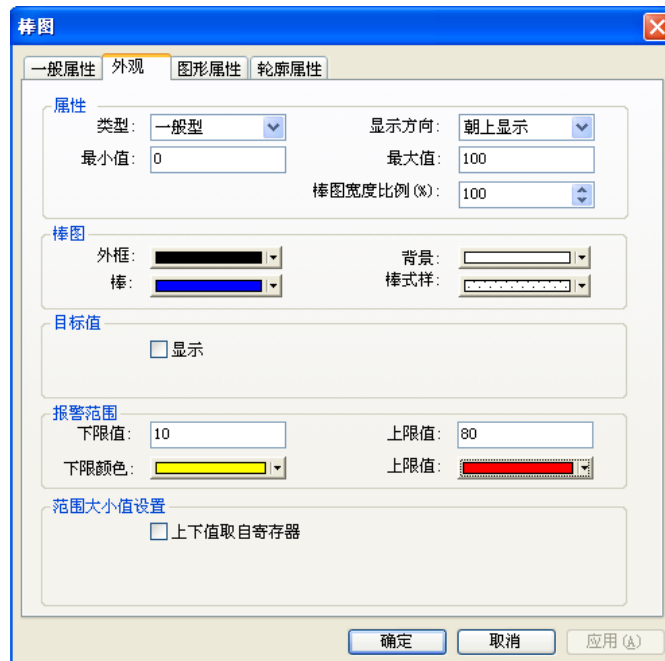 棒图
一般属性 外观 图形属性 轮廓属性
属性
类型: 一般型 显示方向: 朝上显示
最小值: 0 最大值: 100
棒图宽度比例(%): 100
棒图
外框: 背景:
棒: 棒式样:
目标值
显示
报警范围
下限值: 10 上限值: 80
下限颜色: 上限值:
范围大小值设置
上下值取自寄存器
确定 取消 应用(A)